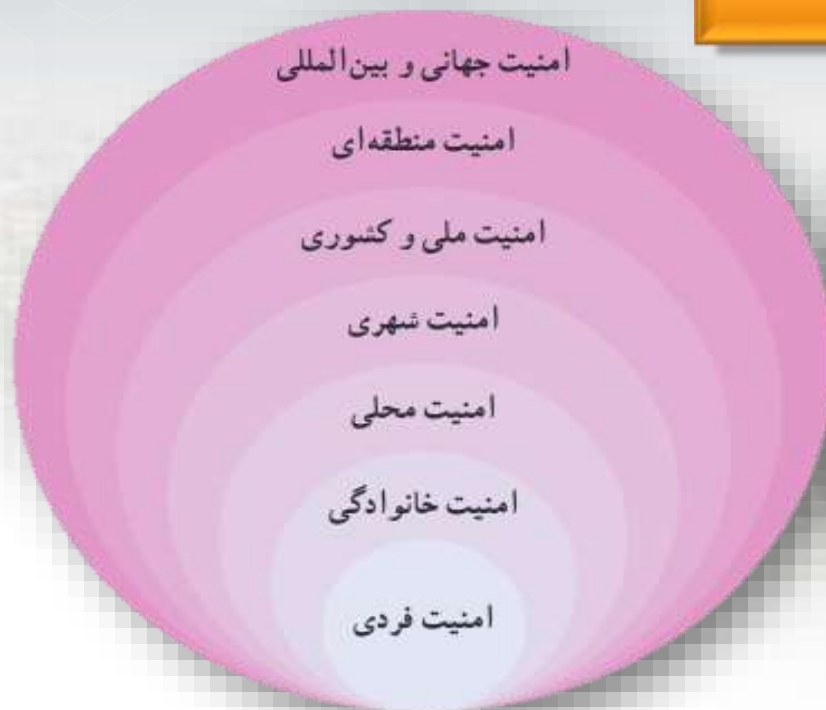 امنیت جهانی و بین‌المللی
امنیت منطقه‌ای
امنیت ملی و کشوری
امنیت شهری
امنیت محلی
امنیت خانوادگی
امنیت فردی